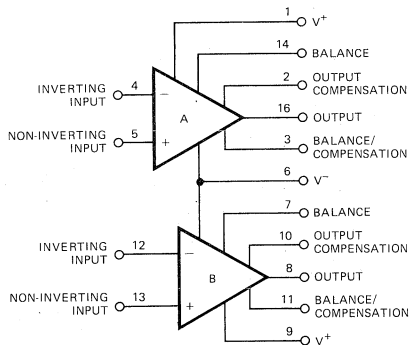 1 V+
14 BALANCE
2 OUTPUT
COMPENSATION
INVERTING
INPUT 4 −
A
16 OUTPUT
NON-INVERTING
INPUT 5 +
3 BALANCE/
COMPENSATION
6 V−
7 BALANCE
10 OUTPUT
COMPENSATION
INVERTING
INPUT 12 −
B
8 OUTPUT
NON-INVERTING
INPUT 13 +
11 BALANCE/
COMPENSATION
9 V+